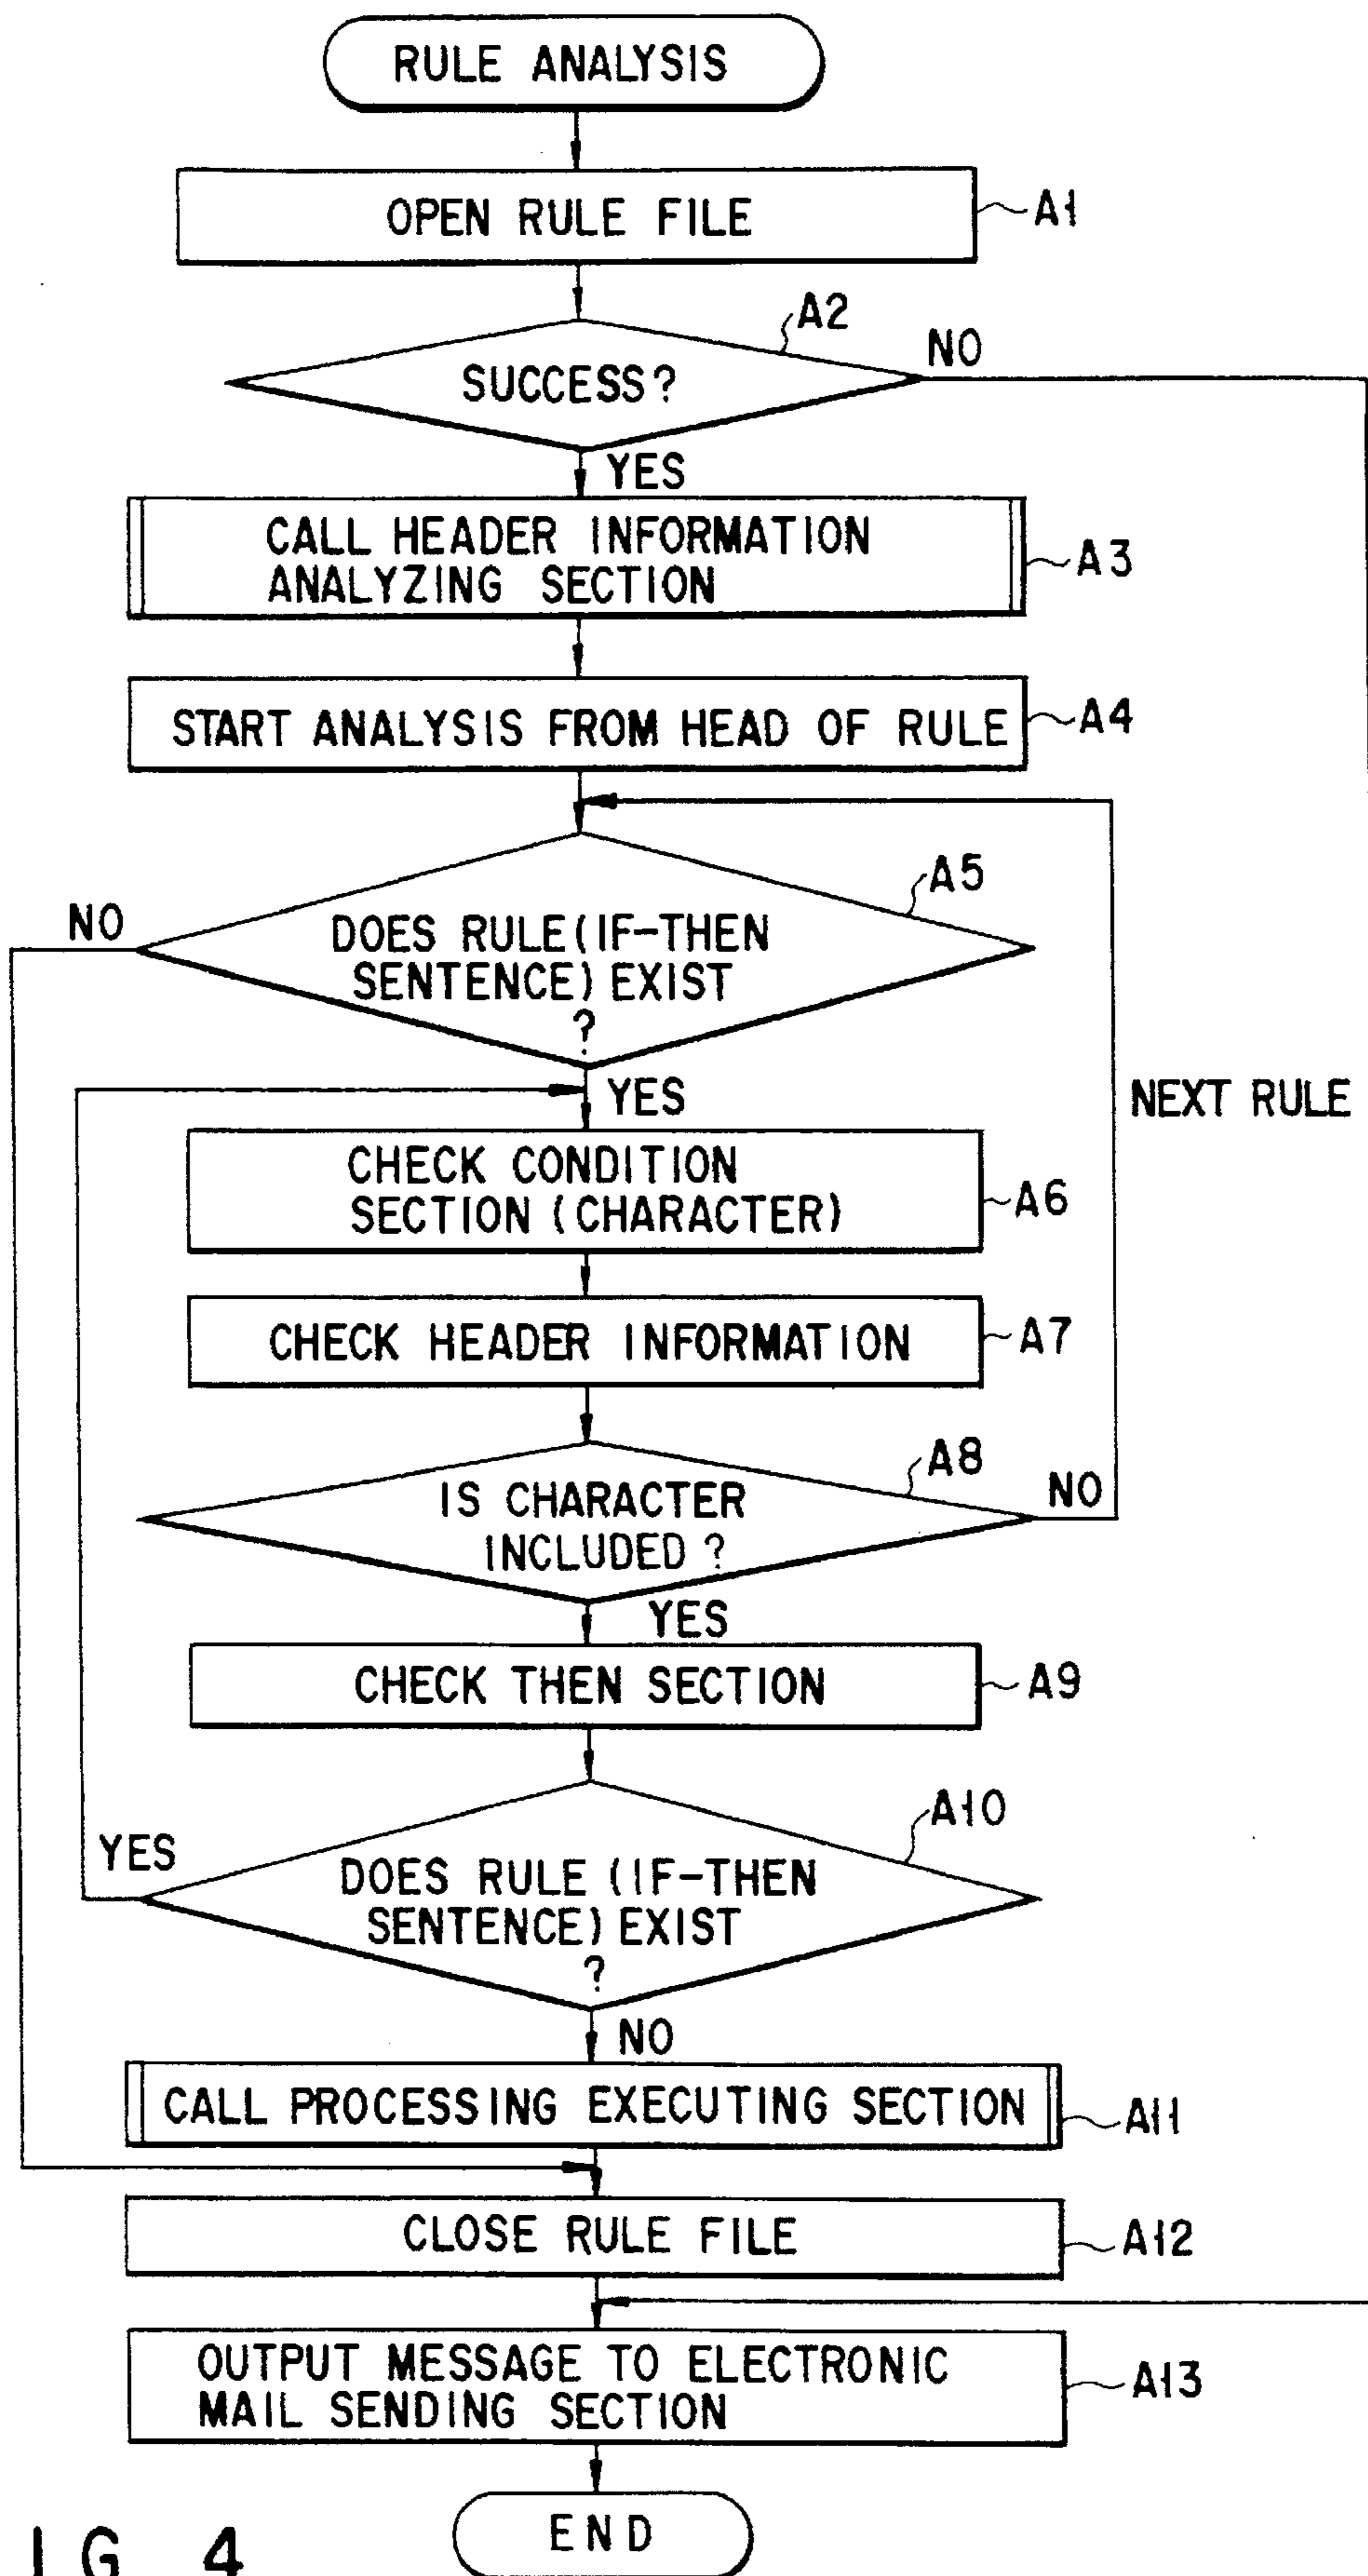 RULE ANALYSIS
OPEN RULE FILE
A1
A2
NO
SUCCESS?
YES
CALL HEADER INFORMATION
ANALYZING SECTION
A3
START ANALYSIS FROM HEAD OF RULE
A4
A5
NO
DOES RULE(IF-THEN
SENTENCE) EXIST
?
YES
NEXT RULE
CHECK CONDITION
SECTION (CHARACTER)
A6
CHECK HEADER INFORMATION
A7
A8
NO
IS CHARACTER
INCLUDED ?
YES
CHECK THEN SECTION
A9
A10
YES
DOES RULE (IF-THEN
SENTENCE) EXIST
?
NO
CALL PROCESSING EXECUTING SECTION
A11
CLOSE RULE FILE
A12
OUTPUT MESSAGE TO ELECTRONIC
MAIL SENDING SECTION
A13
END
IG. 4